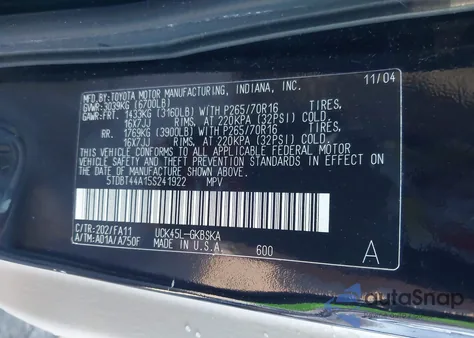 MFD. BY: TOYOTA MOTOR MANUFACTURING, INDIANA, INC. 11/04
GVWR: 3039KG (6700LB)
GAWR: FRT. 1433KG (3160LB) WITH P265/70R16 TIRES,
16X7JJ RIMS, AT 220KPA (32PSI) COLD
RR. 1769KG (3900LB) WITH P265/70R16 TIRES,
16X7JJ RIMS, AT 220KPA (32PSI) COLD
THIS VEHICLE CONFORMS TO ALL APPLICABLE FEDERAL MOTOR
VEHICLE SAFETY, BUMPER, AND THEFT PREVENTION STANDARDS IN EFFECT
ON THE DATE OF MANUFACTURE SHOWN ABOVE.
5TDBT44A15S241922 MPV
C/TR: 202/FA11 UCK45L-GKBSKA
A/TM: A01A/A750F MADE IN U.S.A. 600 A
autoSnap